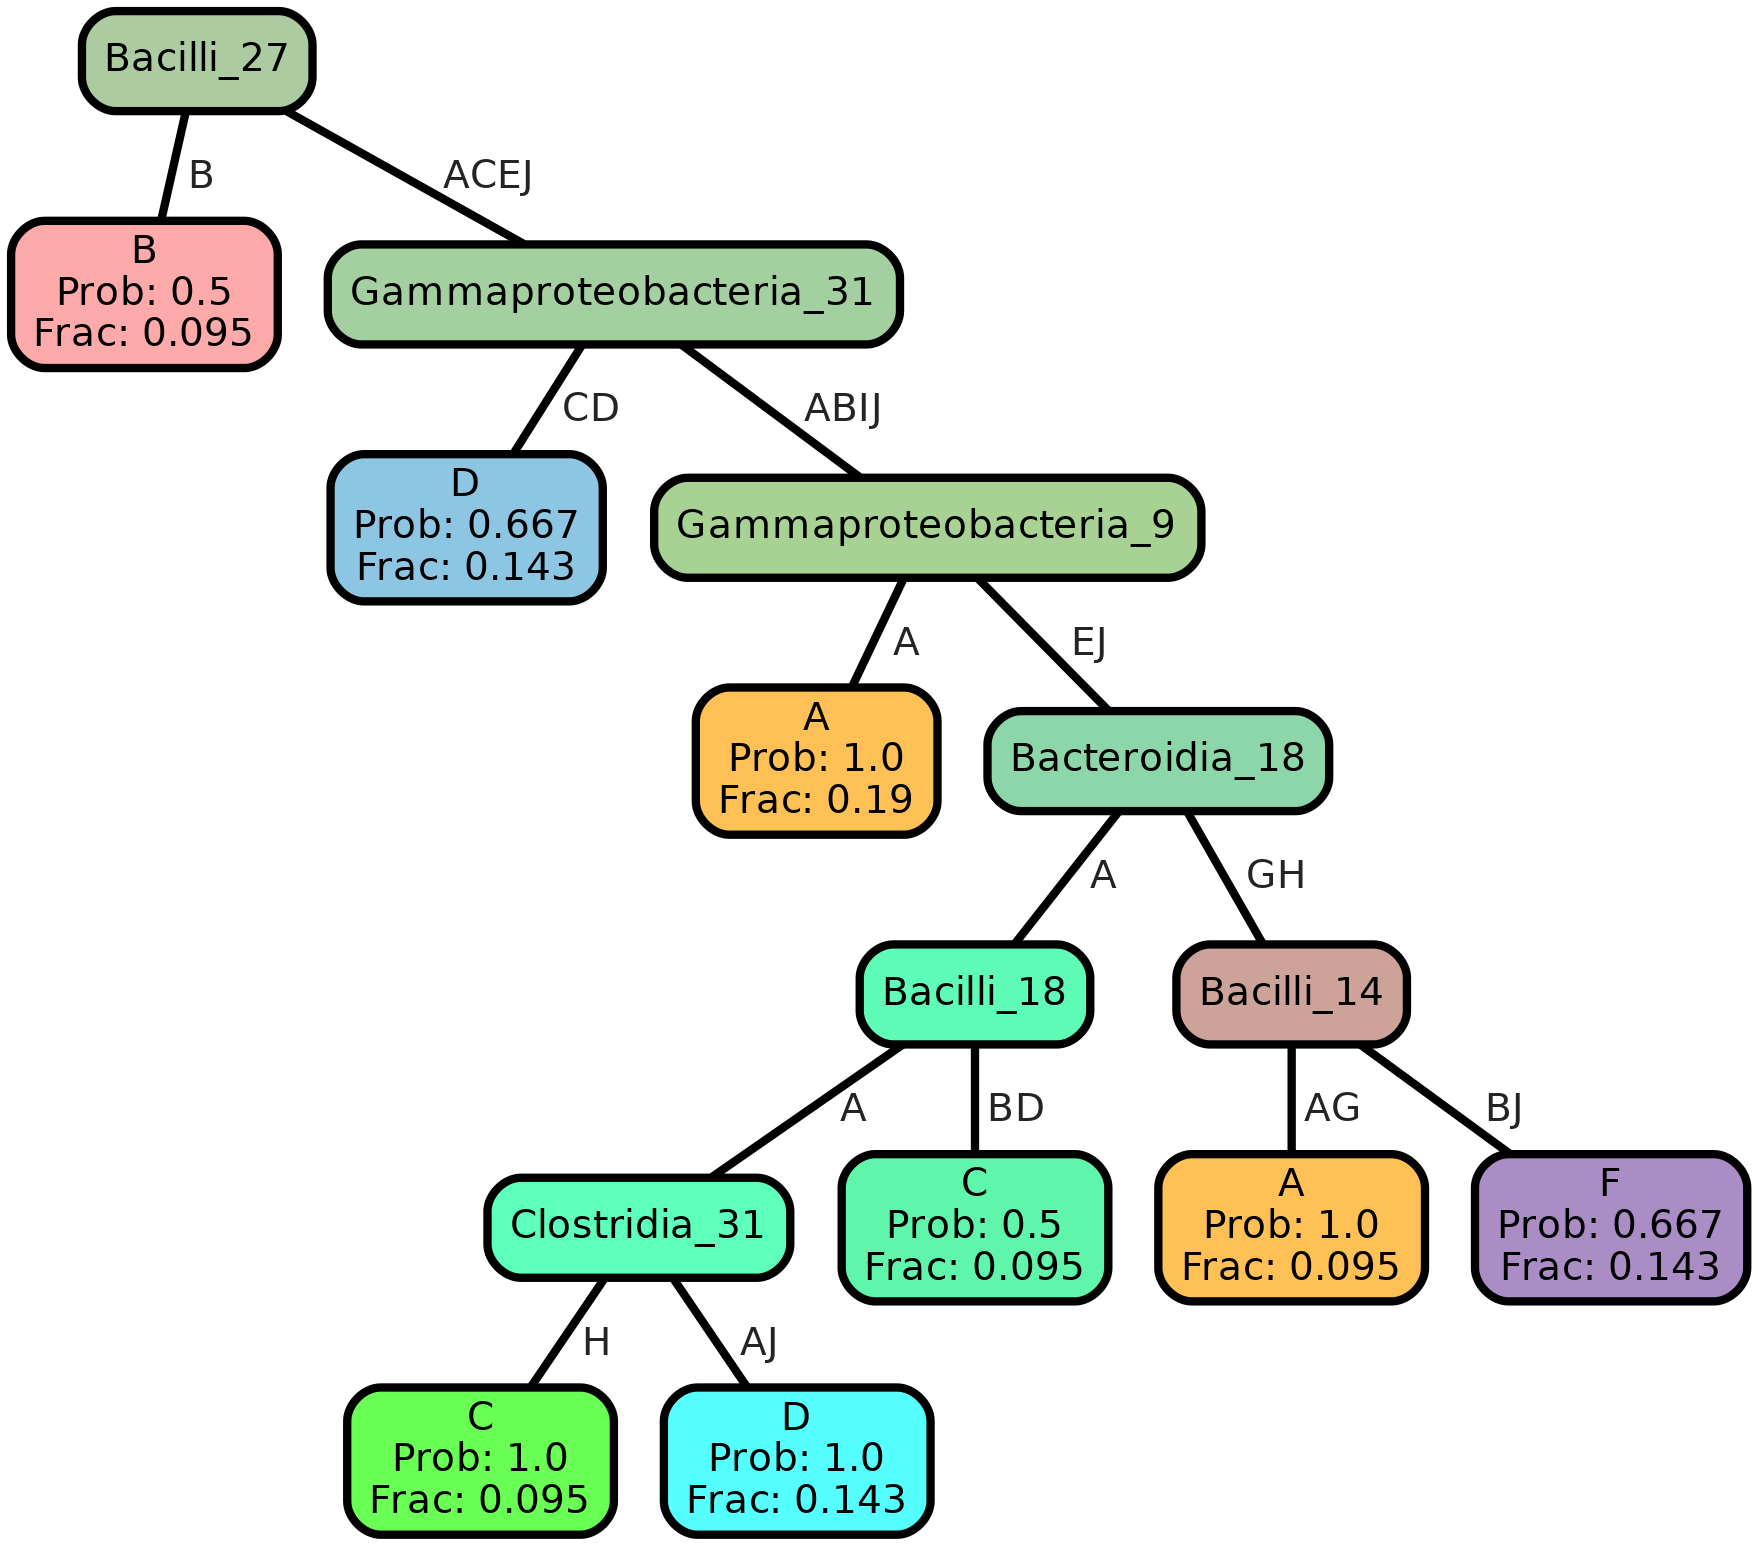 Bacilli_27
B
ACEJ
B
Prob: 0.5
Frac: 0.095
Gammaproteobacteria_31
CD
ABIJ
D
Prob: 0.667
Frac: 0.143
Gammaproteobacteria_9
A
EJ
A
Prob: 1.0
Frac: 0.19
Bacteroidia_18
A
GH
Bacilli_18
Bacilli_14
A
BD
AG
BJ
Clostridia_31
C
Prob: 0.5
Frac: 0.095
A
Prob: 1.0
Frac: 0.095
F
Prob: 0.667
Frac: 0.143
H
AJ
C
Prob: 1.0
Frac: 0.095
D
Prob: 1.0
Frac: 0.143